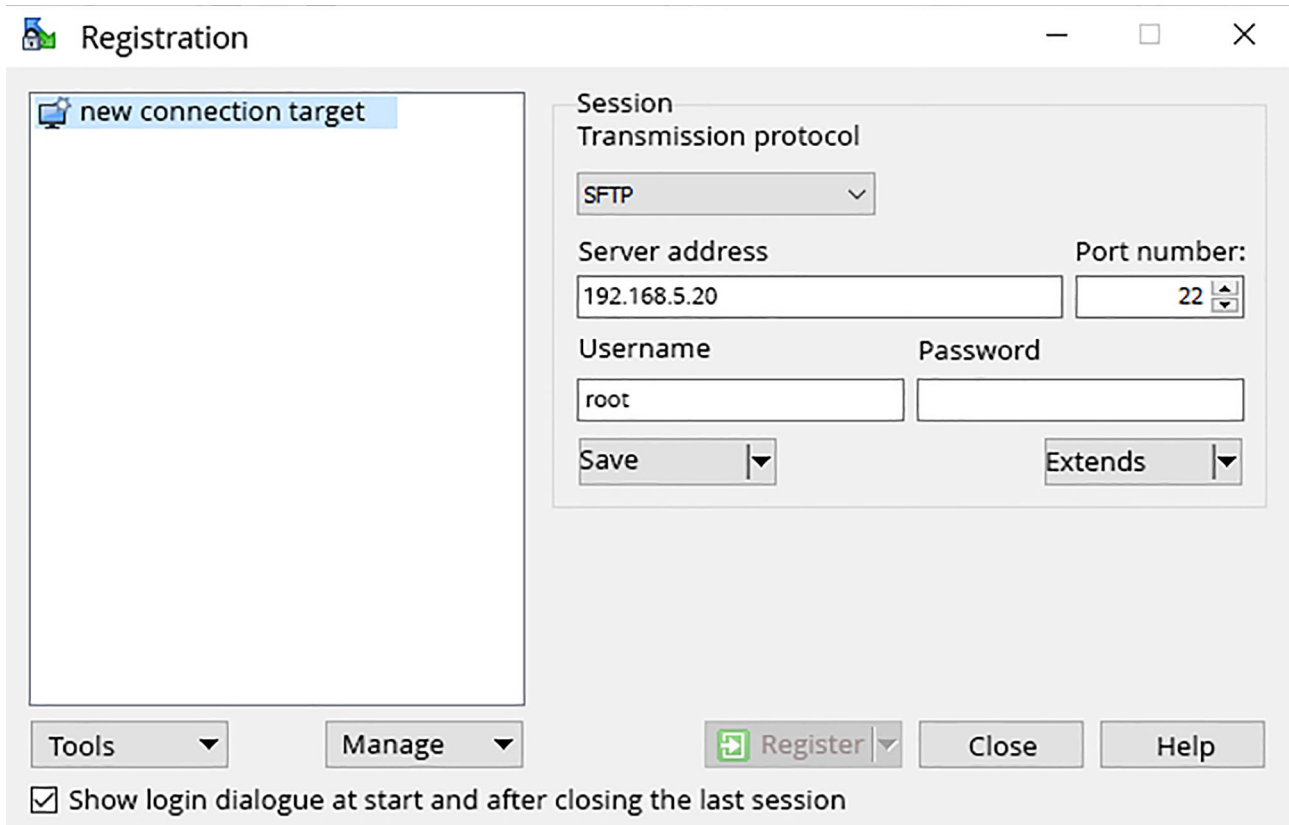 Registration
new connection target
Session
Transmission protocol
SFTP
Server address
Port number:
192.168.5.20
22
Username
Password
root
Save
Extends
Tools
Manage
Register
Close
Help
Show login dialogue at start and after closing the last session